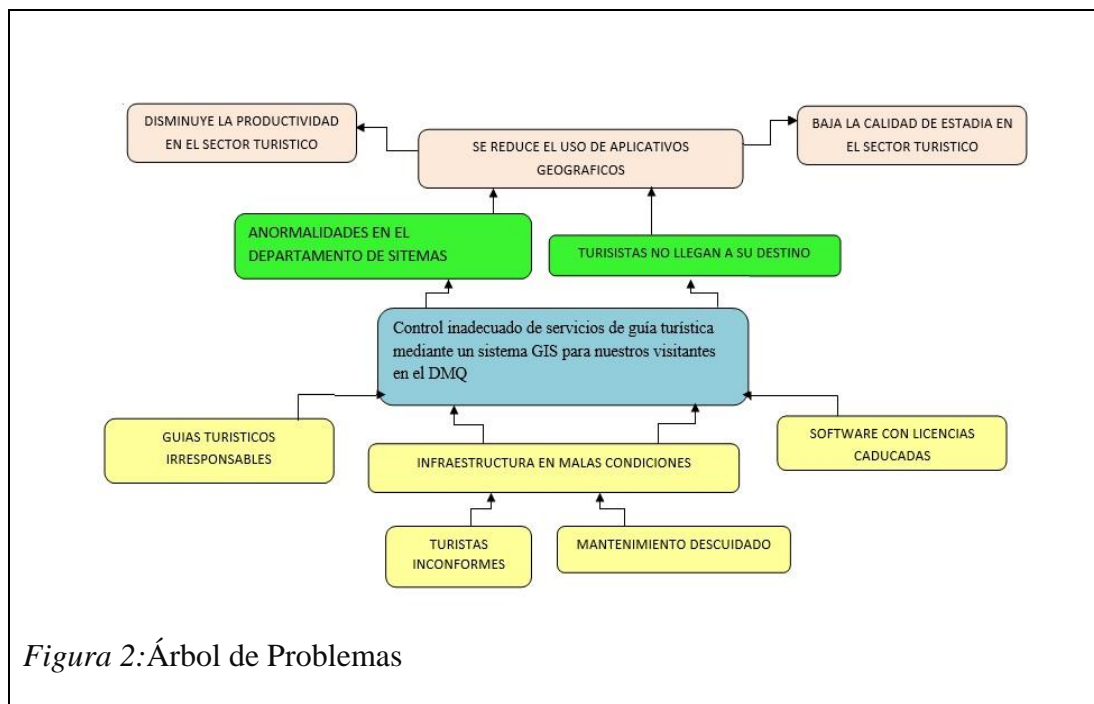 DISMINUYE LA PRODUCTIVIDAD
EN EL SECTOR TURISTICO
BAJA LA CALIDAD DE ESTADIA EN
EL SECTOR TURISTICO
SE REDUCE EL USO DE APLICATIVOS
GEOGRAFICOS
ANORMALIDADES EN EL
DEPARTAMENTO DE SITEMAS
TURISISTAS NO LLEGAN A SU DESTINO
Control inadecuado de servicios de guía turística
mediante un sistema GIS para nuestros visitantes
en el DMQ
GUIAS TURISTICOS
IRRESPONSABLES
SOFTWARE CON LICENCIAS
CADUCADAS
INFRAESTRUCTURA EN MALAS CONDICIONES
TURISTAS
INCONFORMES
MANTENIMIENTO DESCUIDADO
Figura 2:Árbol de Problemas